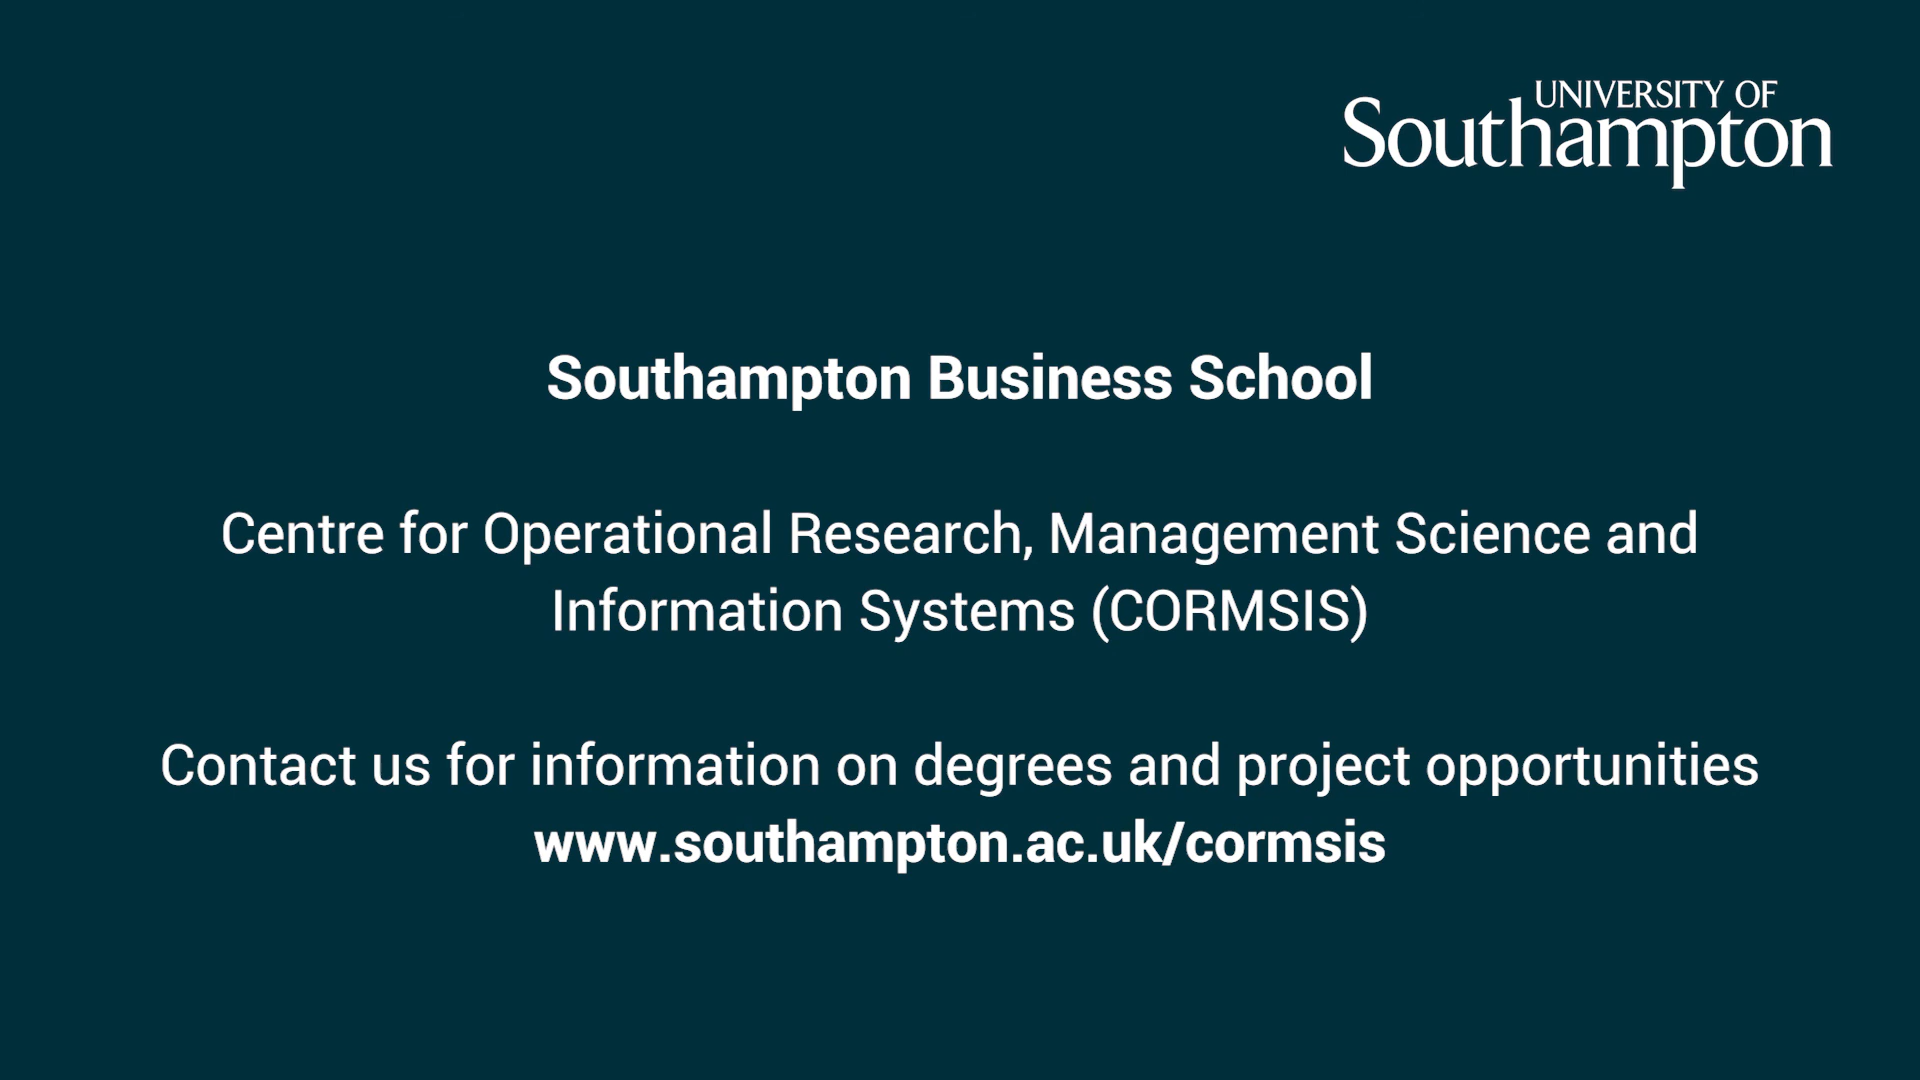 UNIVERSITY OF
Southampton
Southampton Business School
Centre for Operational Research, Management Science and
Information Systems (CORMSIS)
Contact us for information on degrees and project opportunities
www.southampton.ac.uk/cormsis